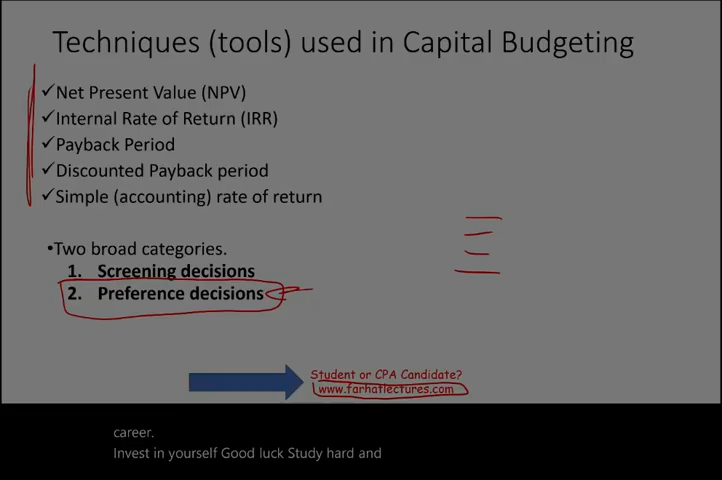 Techniques (tools) used in Capital Budgeting
✓Net Present Value (NPV)
✓Internal Rate of Return (IRR)
✓Payback Period
✓Discounted Payback period
✓Simple (accounting) rate of return
•Two broad categories.
1. Screening decisions
2. Preference decisions
Student or CPA Candidate?
www.farhatlectures.com
career.
Invest in yourself Good luck Study hard and